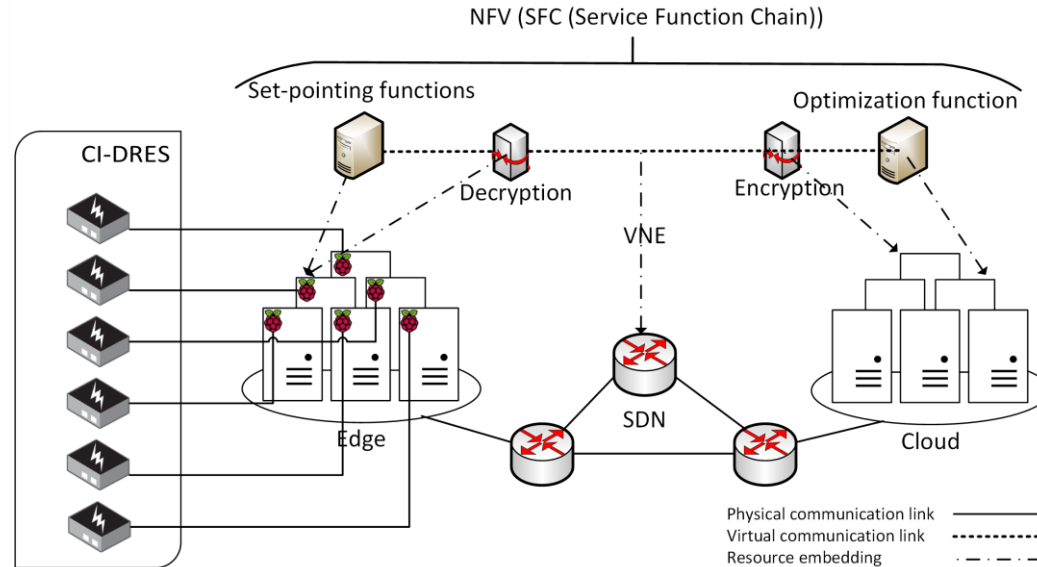 NFV (SFC (Service Function Chain))
Set-pointing functions
Optimization function
CI-DRES
Decryption
Encryption
VNE
SDN
Edge
Cloud
Physical communication link
Virtual communication link
Resource embedding